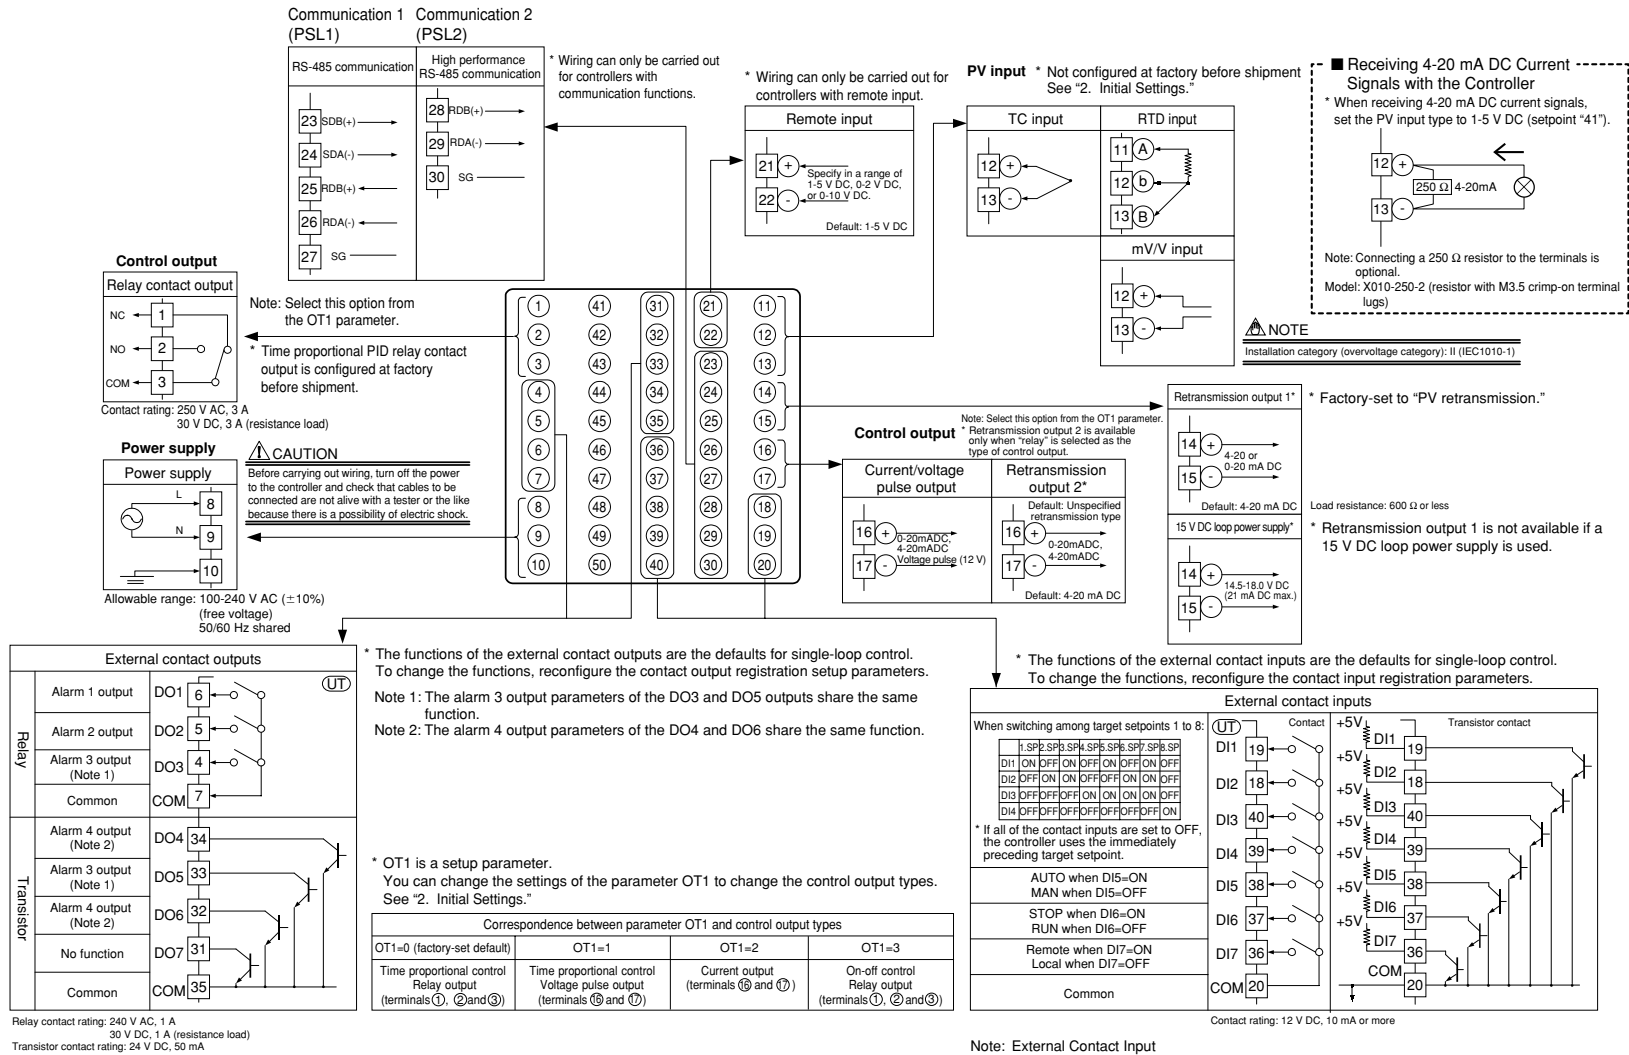 Communication 1
(PSL1)
Communication 2
(PSL2)
RS-485 communication
High performance
RS-485 communication
23 SDB(+)
24 SDA(-)
25 RDB(+)
26 RDA(-)
27 SG
28 RDB(+)
29 RDA(-)
30 SG
* Wiring can only be carried out
for controllers with
communication functions.
* Wiring can only be carried out for
controllers with remote input.
Remote input
21 +
Specify in a range of
1-5 V DC, 0-2 V DC,
or 0-10 V DC.
22 -
Default: 1-5 V DC
PV input * Not configured at factory before shipment
See “2. Initial Settings.”
TC input
12 +
13 -
RTD input
11 A
12 b
13 B
mV/V input
12 +
13 -
■ Receiving 4-20 mA DC Current
Signals with the Controller
* When receiving 4-20 mA DC current signals,
set the PV input type to 1-5 V DC (setpoint “41”).
12 +
250 Ω 4-20mA
13 -
Note: Connecting a 250 Ω resistor to the terminals is
optional.
Model: X010-250-2 (resistor with M3.5 crimp-on terminal
lugs)
NOTE
Installation category (overvoltage category): II (IEC1010-1)
Control output
Relay contact output
NC 1
NO 2
COM 3
Contact rating: 250 V AC, 3 A
30 V DC, 3 A (resistance load)
Note: Select this option from
the OT1 parameter.
* Time proportional PID relay contact
output is configured at factory
before shipment.
Power supply
Power supply
L 8
N 9
10
Allowable range: 100-240 V AC (±10%)
(free voltage)
50/60 Hz shared
CAUTION
Before carrying out wiring, turn off the power
to the controller and check that cables to be
connected are not alive with a tester or the like
because there is a possibility of electric shock.
1 41 31 21 11
2 42 32 22 12
3 43 33 23 13
4 44 34 24 14
5 45 35 25 15
6 46 36 26 16
7 47 37 27 17
8 48 38 28 18
9 49 39 29 19
10 50 40 30 20
Control output
Note: Select this option from the OT1 parameter.
* Retransmission output 2 is available
only when “relay” is selected as the
type of control output.
Current/voltage
pulse output
16 +
0-20mADC,
4-20mADC
Voltage pulse (12 V)
17 -
Retransmission
output 2*
Default: Unspecified
retransmission type
16 +
0-20mADC,
4-20mADC
17 -
Default: 4-20 mA DC
Retransmission output 1*
14 +
4-20 or
0-20 mA DC
15 -
Default: 4-20 mA DC
* Factory-set to “PV retransmission.”
Load resistance: 600 Ω or less
15 V DC loop power supply*
14 +
14.5-18.0 V DC
(21 mA DC max.)
15 -
* Retransmission output 1 is not available if a
15 V DC loop power supply is used.
External contact outputs
UT
Relay
Alarm 1 output DO1 6
Alarm 2 output DO2 5
Alarm 3 output
(Note 1)
DO3 4
Common COM 7
Transistor
Alarm 4 output
(Note 2)
DO4 34
Alarm 3 output
(Note 1)
DO5 33
Alarm 4 output
(Note 2)
DO6 32
No function DO7 31
Common COM 35
Relay contact rating: 240 V AC, 1 A
30 V DC, 1 A (resistance load)
Transistor contact rating: 24 V DC, 50 mA
* The functions of the external contact outputs are the defaults for single-loop control.
To change the functions, reconfigure the contact output registration setup parameters.
Note 1: The alarm 3 output parameters of the DO3 and DO5 outputs share the same
function.
Note 2: The alarm 4 output parameters of the DO4 and DO6 share the same function.
* OT1 is a setup parameter.
You can change the settings of the parameter OT1 to change the control output types.
See “2. Initial Settings.”
Correspondence between parameter OT1 and control output types
OT1=0 (factory-set default) OT1=1 OT1=2 OT1=3
Time proportional control
Relay output
(terminals ①, ② and ③)
Time proportional control
Voltage pulse output
(terminals ⑯ and ⑰)
Current output
(terminals ⑯ and ⑰)
On-off control
Relay output
(terminals ①, ② and ③)
* The functions of the external contact inputs are the defaults for single-loop control.
To change the functions, reconfigure the contact input registration parameters.
External contact inputs
When switching among target setpoints 1 to 8:
1.SP 2.SP 3.SP 4.SP 5.SP 6.SP 7.SP 8.SP
DI1 ON OFF ON OFF ON OFF ON OFF
DI2 OFF ON ON OFF OFF ON ON OFF
DI3 OFF OFF OFF ON ON ON ON OFF
DI4 OFF OFF OFF OFF OFF OFF OFF ON
* If all of the contact inputs are set to OFF,
the controller uses the immediately
preceding target setpoint.
AUTO when DI5=ON
MAN when DI5=OFF
STOP when DI6=ON
RUN when DI6=OFF
Remote when DI7=ON
Local when DI7=OFF
Common
UT
Contact
DI1 19
DI2 18
DI3 40
DI4 39
DI5 38
DI6 37
DI7 36
COM 20
Transistor contact
+5V DI1 19
+5V DI2 18
+5V DI3 40
+5V DI4 39
+5V DI5 38
+5V DI6 37
+5V DI7 36
COM 20
Contact rating: 12 V DC, 10 mA or more
Note: External Contact Input